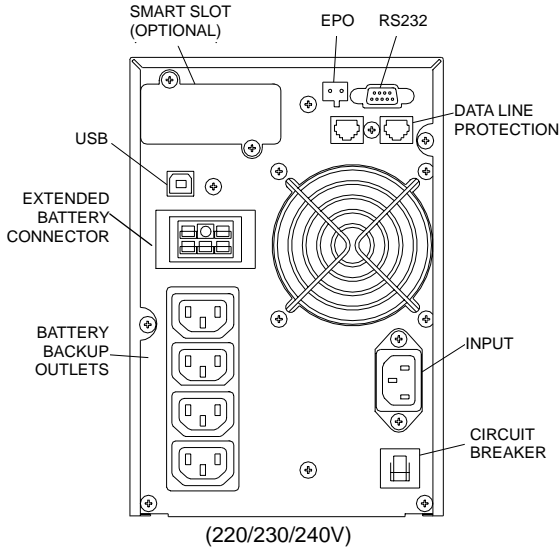 SMART SLOT
(OPTIONAL)
EPO
RS232
DATA LINE
PROTECTION
USB
EXTENDED
BATTERY
CONNECTOR
BATTERY
BACKUP
OUTLETS
INPUT
CIRCUIT
BREAKER
(220/230/240V)